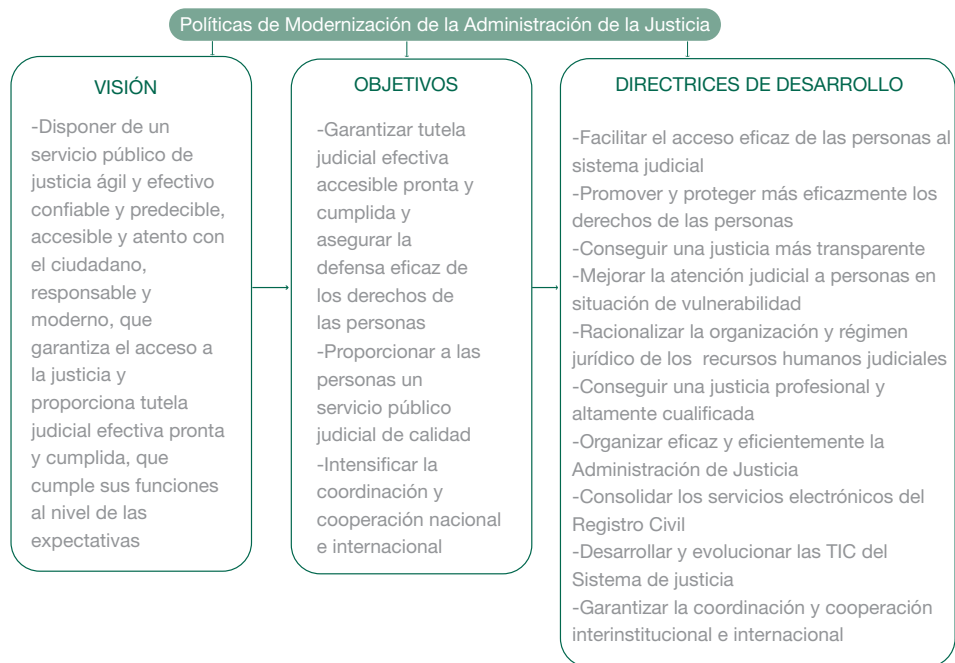 Políticas de Modernización de la Administración de la Justicia
VISIÓN
-Disponer de un
servicio público de
justicia ágil y efectivo
confiable y predecible,
accesible y atento con
el ciudadano,
responsable y
moderno, que
garantiza el acceso a
la justicia y
proporciona tutela
judicial efectiva pronta
y cumplida, que
cumple sus funciones
al nivel de las
expectativas
OBJETIVOS
-Garantizar tutela
judicial efectiva
accesible pronta y
cumplida y
asegurar la
defensa eficaz de
los derechos de
las personas
-Proporcionar a las
personas un
servicio público
judicial de calidad
-Intensificar la
coordinación y
cooperación nacional
e internacional
DIRECTRICES DE DESARROLLO
-Facilitar el acceso eficaz de las personas al
sistema judicial
-Promover y proteger más eficazmente los
derechos de las personas
-Conseguir una justicia más transparente
-Mejorar la atención judicial a personas en
situación de vulnerabilidad
-Racionalizar la organización y régimen
jurídico de los recursos humanos judiciales
-Conseguir una justicia profesional y
altamente cualificada
-Organizar eficaz y eficientemente la
Administración de Justicia
-Consolidar los servicios electrónicos del
Registro Civil
-Desarrollar y evolucionar las TIC del
Sistema de justicia
-Garantizar la coordinación y cooperación
interinstitucional e internacional